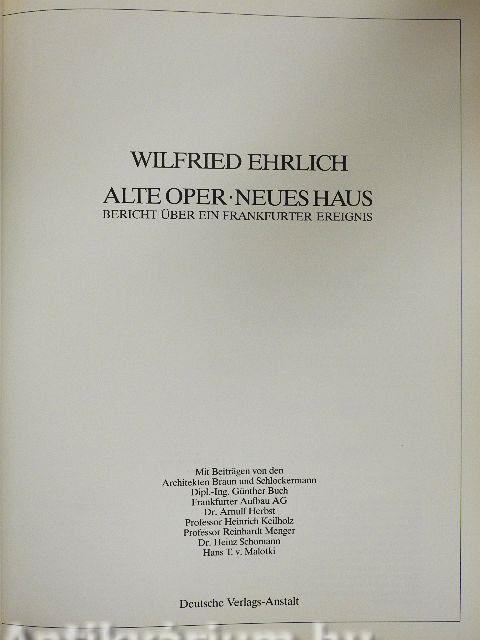 WILFRIED EHRLICH
ALTE OPER · NEUES HAUS
BERICHT ÜBER EIN FRANKFURTER EREIGNIS
Mit Beiträgen von den
Architekten Braun und Schlockermann
Dipl.-Ing. Günther Buch
Frankfurter Aufbau AG
Dr. Arnulf Herbst
Professor Heinrich Keilholz
Professor Reinhardt Menger
Dr. Heinz Schomann
Hans T. v. Malotki
Deutsche Verlags-Anstalt
Antikvárium.hu